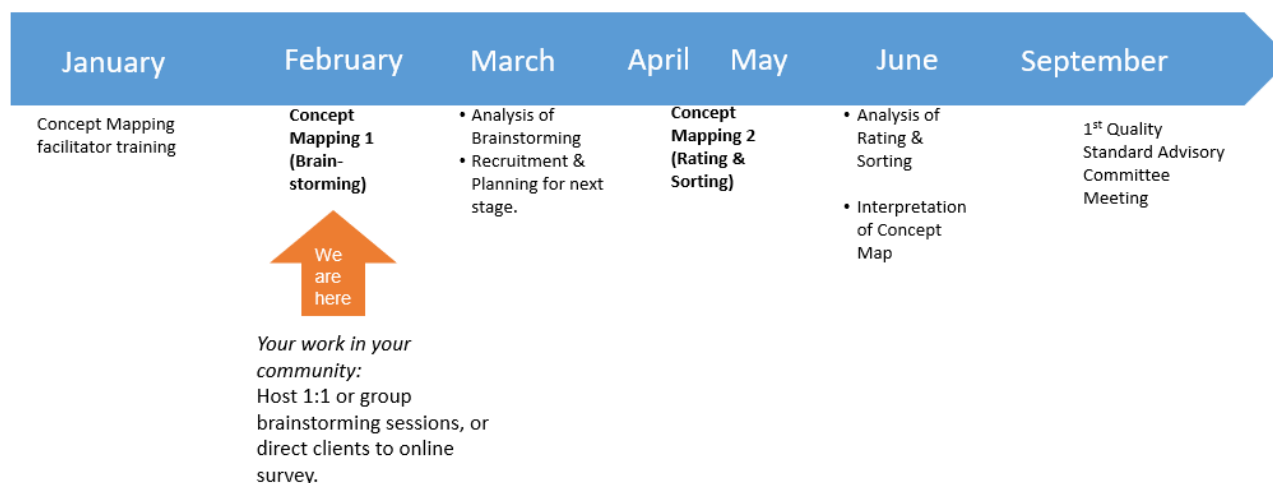 January February March April May June September
Concept Mapping
facilitator training
Concept
Mapping 1
(Brain-
storming)
• Analysis of
Brainstorming
• Recruitment &
Planning for next
stage.
Concept
Mapping 2
(Rating &
Sorting)
• Analysis of
Rating &
Sorting
• Interpretation
of Concept
Map
1st Quality
Standard Advisory
Committee
Meeting
We
are
here
Your work in your
community:
Host 1:1 or group
brainstorming sessions, or
direct clients to online
survey.